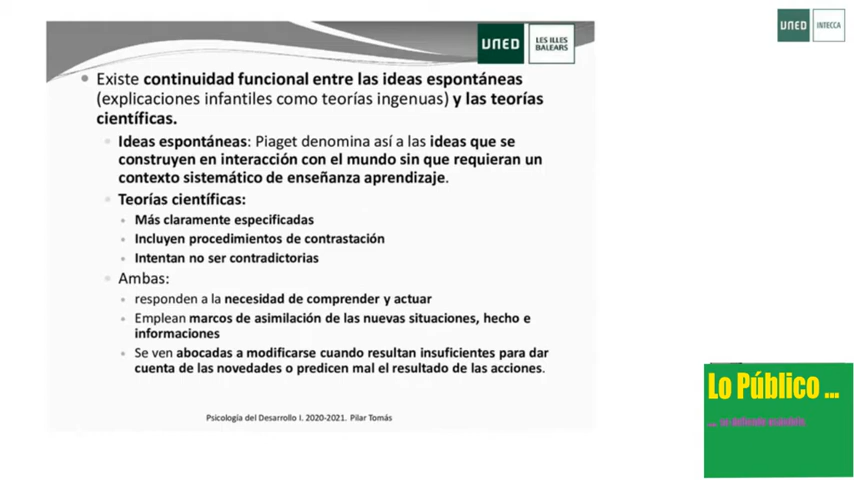 UNED
LES ILLES
BALEARS
UNED
INTECCA
Existe continuidad funcional entre las ideas espontáneas
(explicaciones infantiles como teorías ingenuas) y las teorías
científicas.
Ideas espontáneas: Piaget denomina así a las ideas que se
construyen en interacción con el mundo sin que requieran un
contexto sistemático de enseñanza aprendizaje.
Teorías científicas:
Más claramente especificadas
Incluyen procedimientos de contrastación
Intentan no ser contradictorias
Ambas:
responden a la necesidad de comprender y actuar
Emplean marcos de asimilación de las nuevas situaciones, hecho e
informaciones
Se ven abocadas a modificarse cuando resultan insuficientes para dar
cuenta de las novedades o predicen mal el resultado de las acciones.
Psicología del Desarrollo I. 2020-2021. Pilar Tomás
Lo Público ...